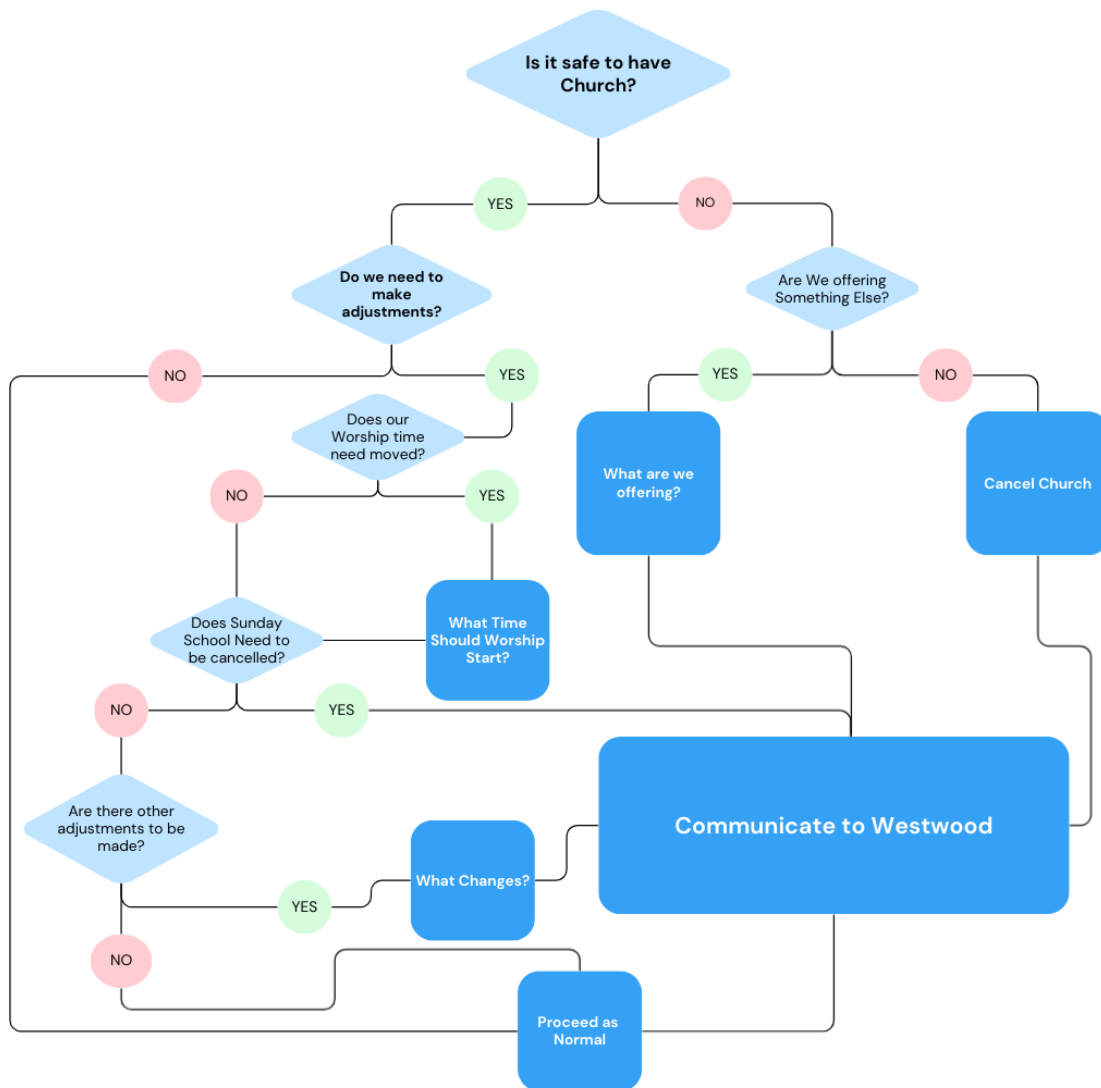 Is it safe to have
Church?
YES
NO
Do we need to
make
adjustments?
Are We offering
Something Else?
NO
YES
YES
NO
Does our
Worship time
need moved?
What are we
offering?
Cancel Church
NO
YES
Does Sunday
School Need to
be cancelled?
What Time
Should Worship
Start?
NO
YES
Are there other
adjustments to be
made?
Communicate to Westwood
What Changes?
YES
NO
Proceed as
Normal